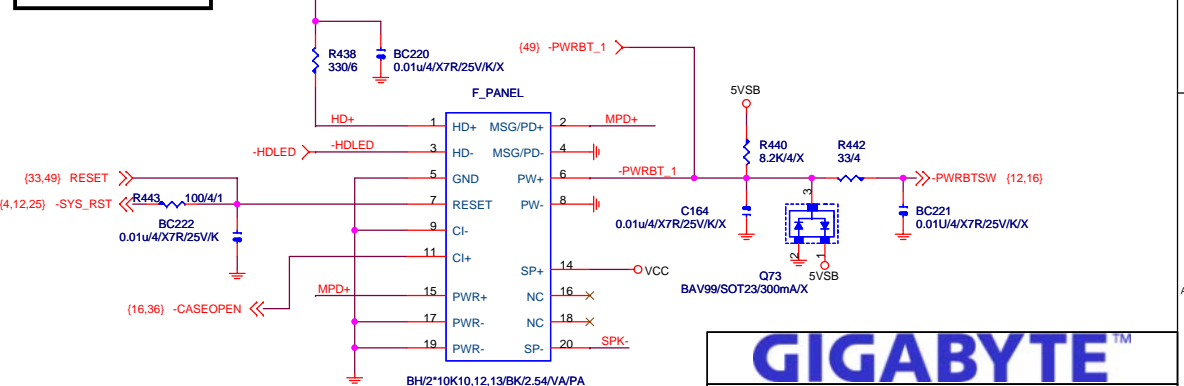 {49} -PWRBT_1
R438
330/6
BC220
0.01u/4/X7R/25V/K/X
F_PANEL
5VSB
HD+ 1 HD+ MSG/PD+ 2 MPD+
R440
8.2K/4/X
R442
33/4
-HDLED -HDLED 3 HD- MSG/PD- 4
{33,49} RESET 5 GND PW+ 6 -PWRBT_1 -PWRBTSW {12,16}
{4,12,25} -SYS_RST R443 100/4/1 7 RESET PW- 8
3
BC222
0.01u/4/X7R/25V/K
C164
0.01u/4/X7R/25V/K/X
BC221
0.01U/4/X7R/25V/K/X
9 CI-
11 CI+
2 1
SP+ 14 VCC
Q73 5VSB
BAV99/SOT23/300mA/X
MPD+ 15 PWR+ NC 16
{16,36} -CASEOPEN
17 PWR- NC 18
19 PWR- SP- 20 SPK-
BH/2*10K10,12,13/BK/2.54/VA/PA
GIGABYTE™
A